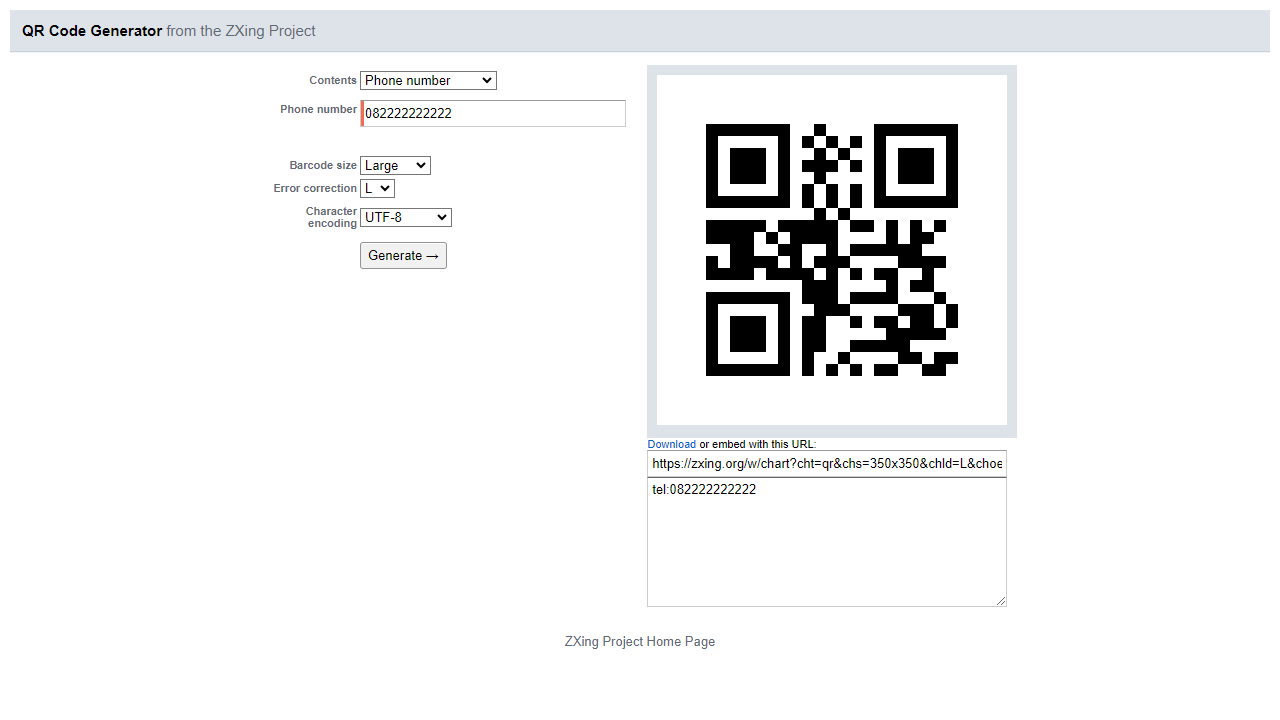 QR Code Generator from the ZXing Project
Contents Phone number
Phone number 082222222222
Barcode size Large
Error correction L
Character encoding UTF-8
Generate →
Download or embed with this URL:
https://zxing.org/w/chart?cht=qr&chs=350x350&chld=L&choe
tel:082222222222
ZXing Project Home Page